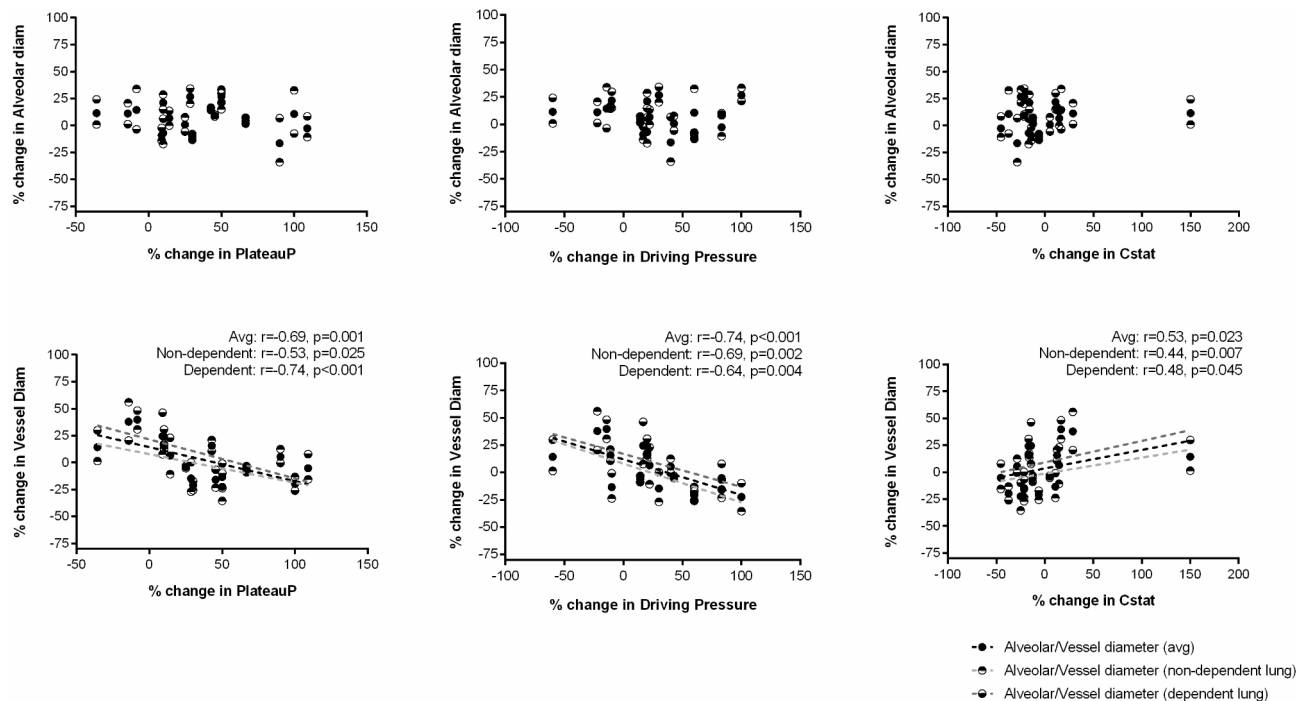 100
75
50
25
0
-25
-50
-75
% change in Alveolar diam
-50 0 50 100 150
% change in PlateauP
100
75
50
25
0
-25
-50
-75
% change in Alveolar diam
-100 -50 0 50 100 150
% change in Driving Pressure
100
75
50
25
0
-25
-50
-75
% change in Alveolar diam
-100 -50 0 50 100 150 200
% change in Cstat
Avg: r=-0.69, p=0.001
Non-dependent: r=-0.53, p=0.025
Dependent: r=-0.74, p<0.001
100
75
50
25
0
-25
-50
-75
% change in Vessel Diam
-50 0 50 100 150
% change in PlateauP
Avg: r=-0.74, p<0.001
Non-dependent: r=-0.69, p=0.002
Dependent: r=-0.64, p=0.004
100
75
50
25
0
-25
-50
-75
% change in Vessel Diam
-100 -50 0 50 100 150
% change in Driving Pressure
Avg: r=0.53, p=0.023
Non-dependent: r=0.44, p=0.007
Dependent: r=0.48, p=0.045
100
75
50
25
0
-25
-50
-75
% change in Vessel Diam
-100 -50 0 50 100 150 200
% change in Cstat
Alveolar/Vessel diameter (avg)
Alveolar/Vessel diameter (non-dependent lung)
Alveolar/Vessel diameter (dependent lung)